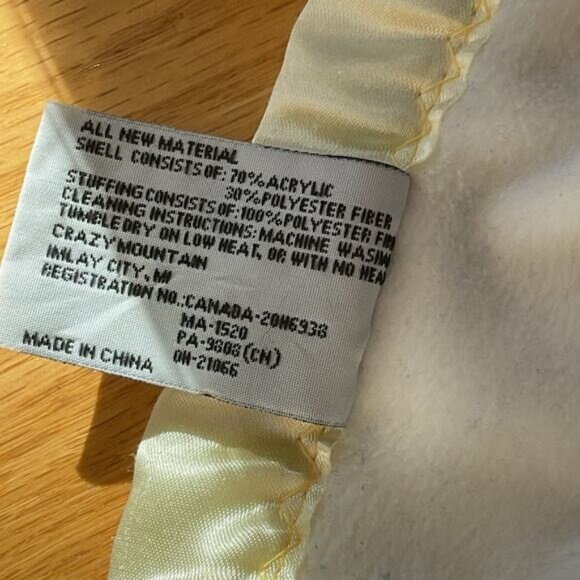 ALL NEW MATERIAL
SHELL CONSISTS OF: 70% ACRYLIC
30% POLYESTER FIBER
STUFFING CONSISTS OF: 100% POLYESTER
CLEANING INSTRUCTIONS: MACHINE
TUMBLE DRY ON LOW HEAT, OR WITH NO
CRAZY MOUNTAIN
IMLAY CITY, MI
REGISTRATION NO.: CANADA-20H6938
MA-1520
PA-9808 (CN)
MADE IN CHINA OH-21066